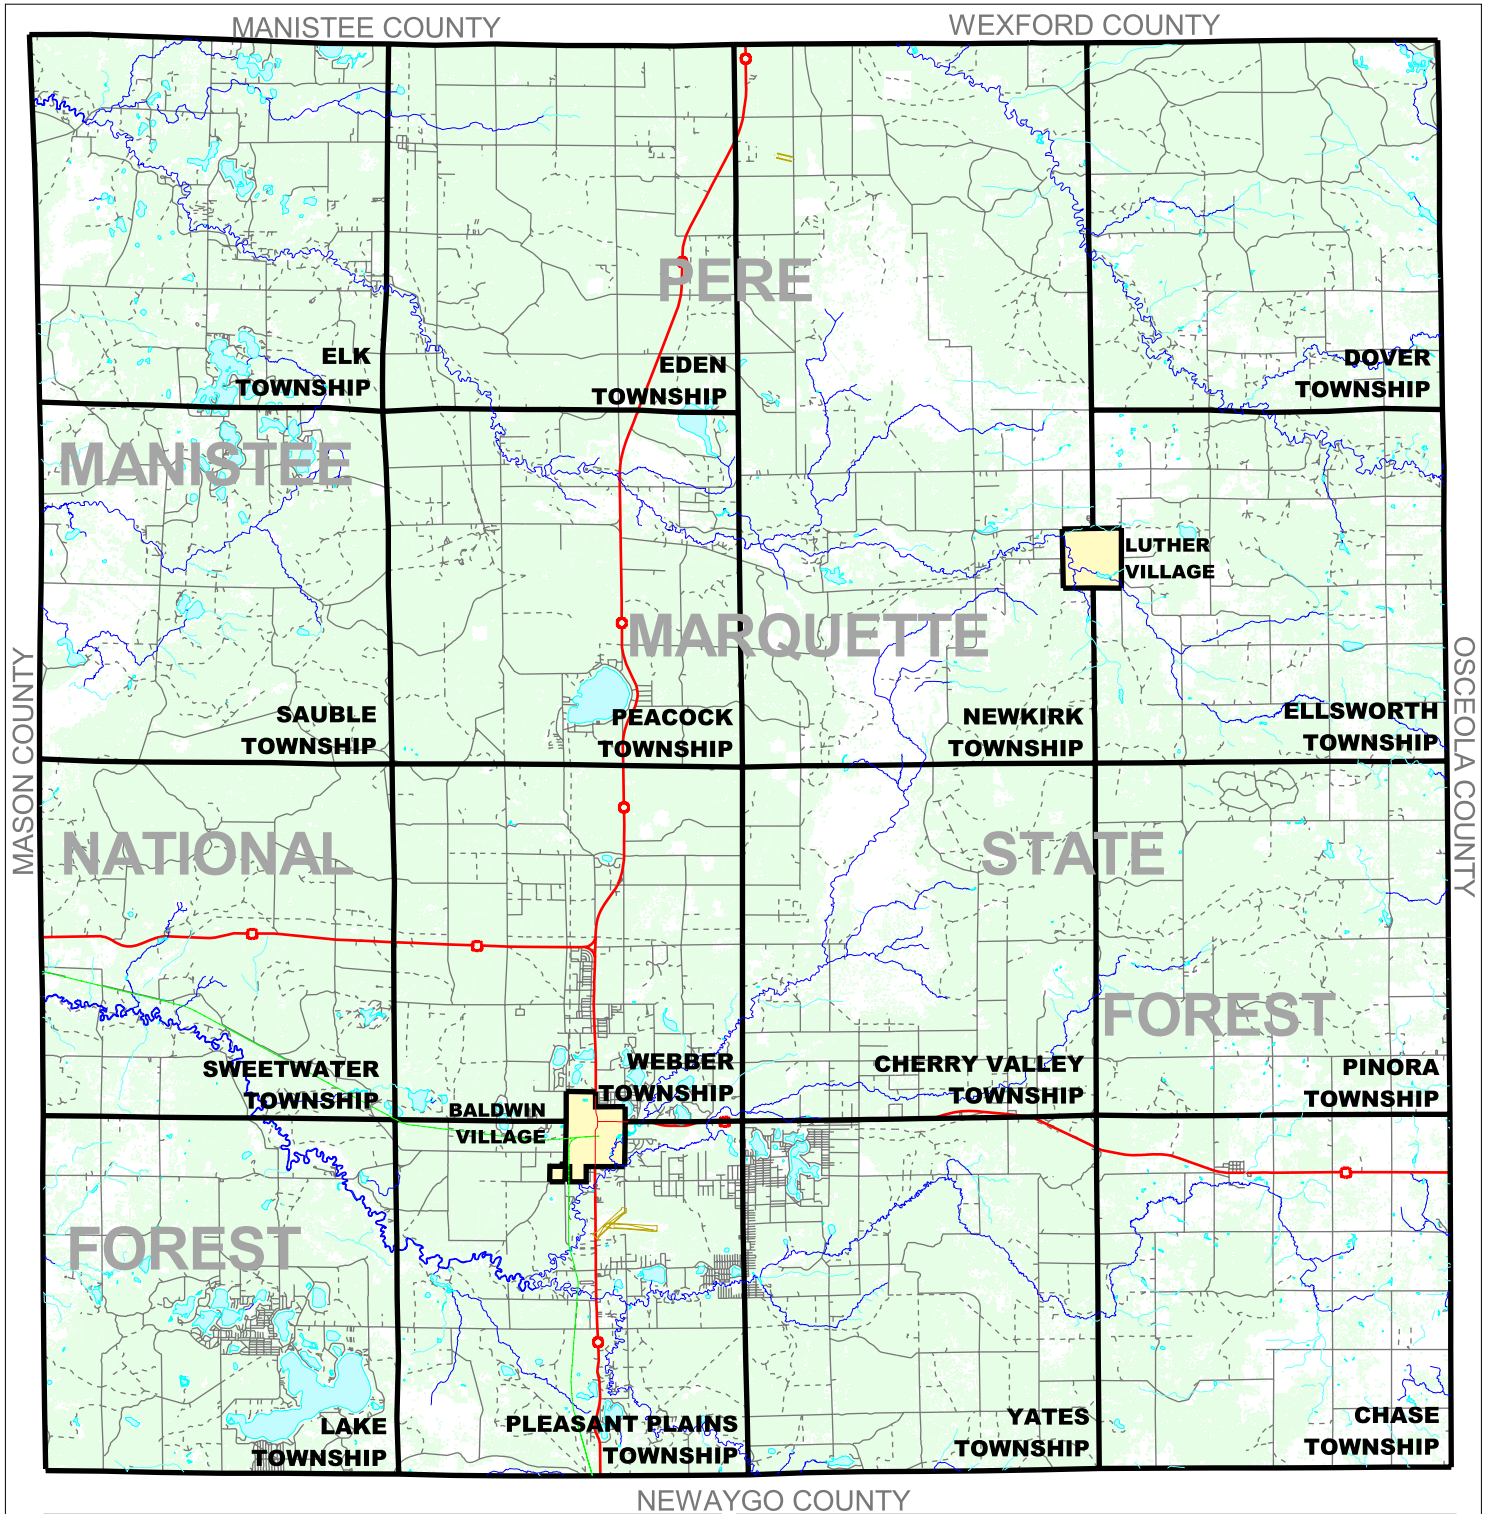 MANISTEE COUNTY
WEXFORD COUNTY
PERE
ELK
TOWNSHIP
EDEN
TOWNSHIP
DOVER
TOWNSHIP
MANISTEE
LUTHER
VILLAGE
MARQUETTE
MASON COUNTY
OSCEOLA COUNTY
SAUBLE
TOWNSHIP
PEACOCK
TOWNSHIP
NEWKIRK
TOWNSHIP
ELLSWORTH
TOWNSHIP
NATIONAL
STATE
FOREST
SWEETWATER
TOWNSHIP
WEBBER
TOWNSHIP
CHERRY VALLEY
TOWNSHIP
PINORA
TOWNSHIP
BALDWIN
VILLAGE
FOREST
LAKE
TOWNSHIP
PLEASANT PLAINS
TOWNSHIP
YATES
TOWNSHIP
CHASE
TOWNSHIP
NEWAYGO COUNTY